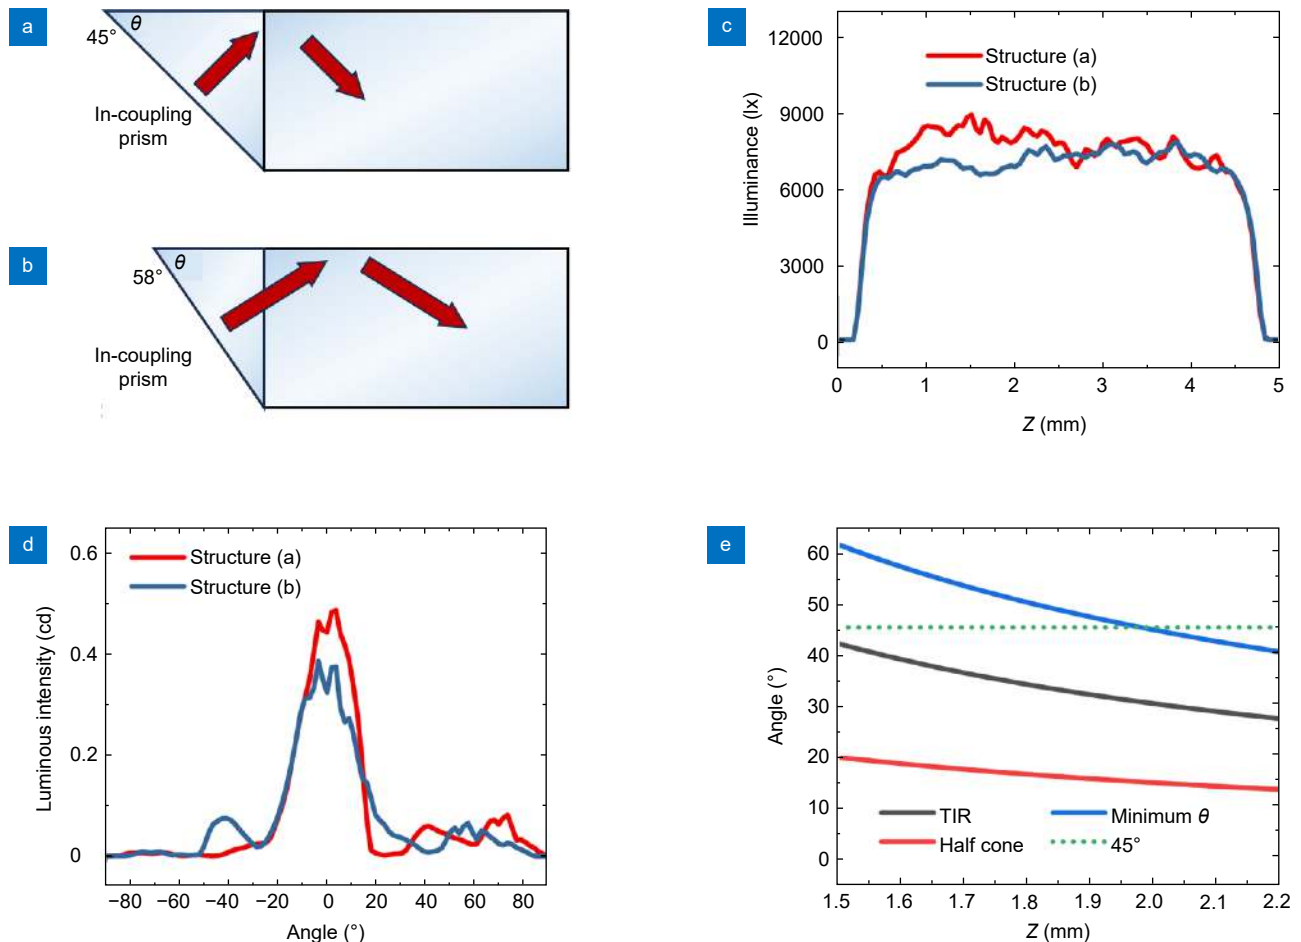 a
θ
45°
In-coupling
prism
b
θ
58°
In-coupling
prism
c
12000
9000
6000
3000
0
Illuminance (lx)
Structure (a)
Structure (b)
0
1
2
3
4
5
Z (mm)
d
0.6
0.4
0.2
0
Luminous intensity (cd)
Structure (a)
Structure (b)
−80
−60
−40
−20
0
20
40
60
80
Angle (°)
e
60
50
40
30
20
10
0
Angle (°)
TIR
Minimum θ
Half cone
45°
1.5
1.6
1.7
1.8
1.9
2.0
2.1
2.2
Z (mm)